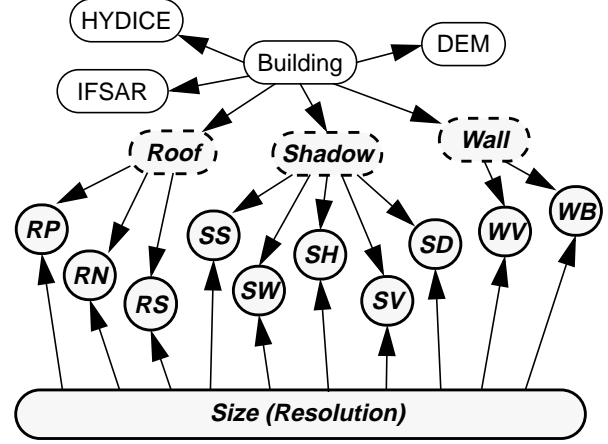 HYDICE
DEM
Building
IFSAR
Roof
Shadow
Wall
RP
RN
RS
SS
SW
SH
SV
SD
WV
WB
Size (Resolution)